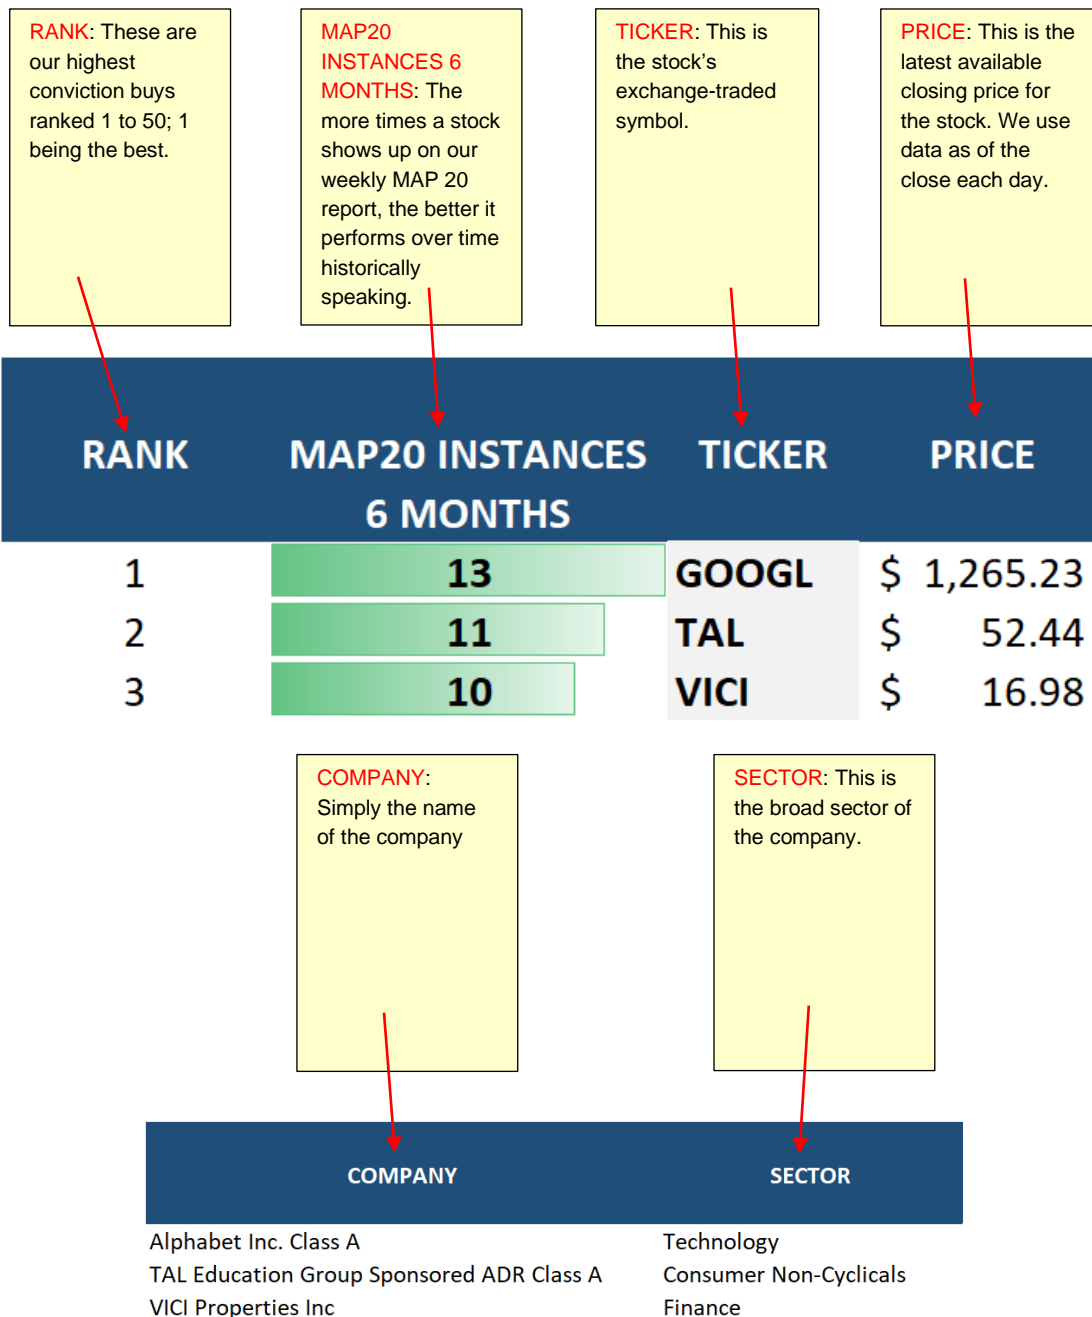 RANK: These are
our highest
conviction buys
ranked 1 to 50; 1
being the best.
MAP20
INSTANCES 6
MONTHS: The
more times a stock
shows up on our
weekly MAP 20
report, the better it
performs over time
historically
speaking.
TICKER: This is
the stock's
exchange-traded
symbol.
PRICE: This is the
latest available
closing price for
the stock. We use
data as of the
close each day.
RANK MAP20 INSTANCES TICKER PRICE
6 MONTHS
1 13 GOOGL $ 1,265.23
2 11 TAL $ 52.44
3 10 VICI $ 16.98
COMPANY:
Simply the name
of the company
SECTOR: This is
the broad sector of
the company.
COMPANY SECTOR
Alphabet Inc. Class A Technology
TAL Education Group Sponsored ADR Class A Consumer Non-Cyclicals
VICI Properties Inc Finance